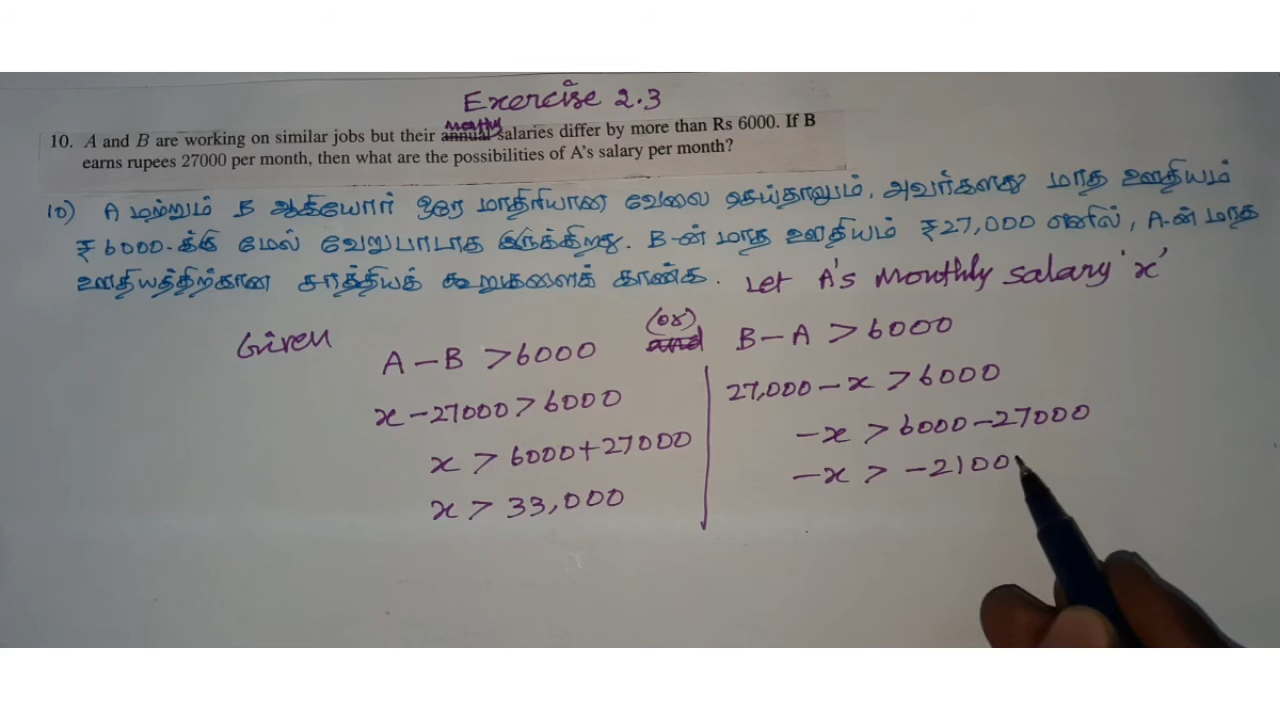 Exercise 2.3
monthly
10. A and B are working on similar jobs but their annual salaries differ by more than Rs 6000. If B
earns rupees 27000 per month, then what are the possibilities of A's salary per month?
10) A மற்றும் B ஆகியோர் ஒரே மாதிரியான வேலை செய்தாலும், அவர்களது மாத ஊதியம்
₹ 6000-க்கு மேல் வேறுபாடாக இருக்கிறது. B-ன் மாத ஊதியம் ₹27,000 எனில், A-ன் மாத
ஊதியத்திற்கான சாத்தியக் கூறுகளைக் காண்க. Let A's Monthly salary 'x'
Given
A - B > 6000
x - 27000 > 6000
x > 6000 + 27000
x > 33,000
(or)
and
B - A > 6000
27,000 - x > 6000
-x > 6000 - 27000
-x > -2100